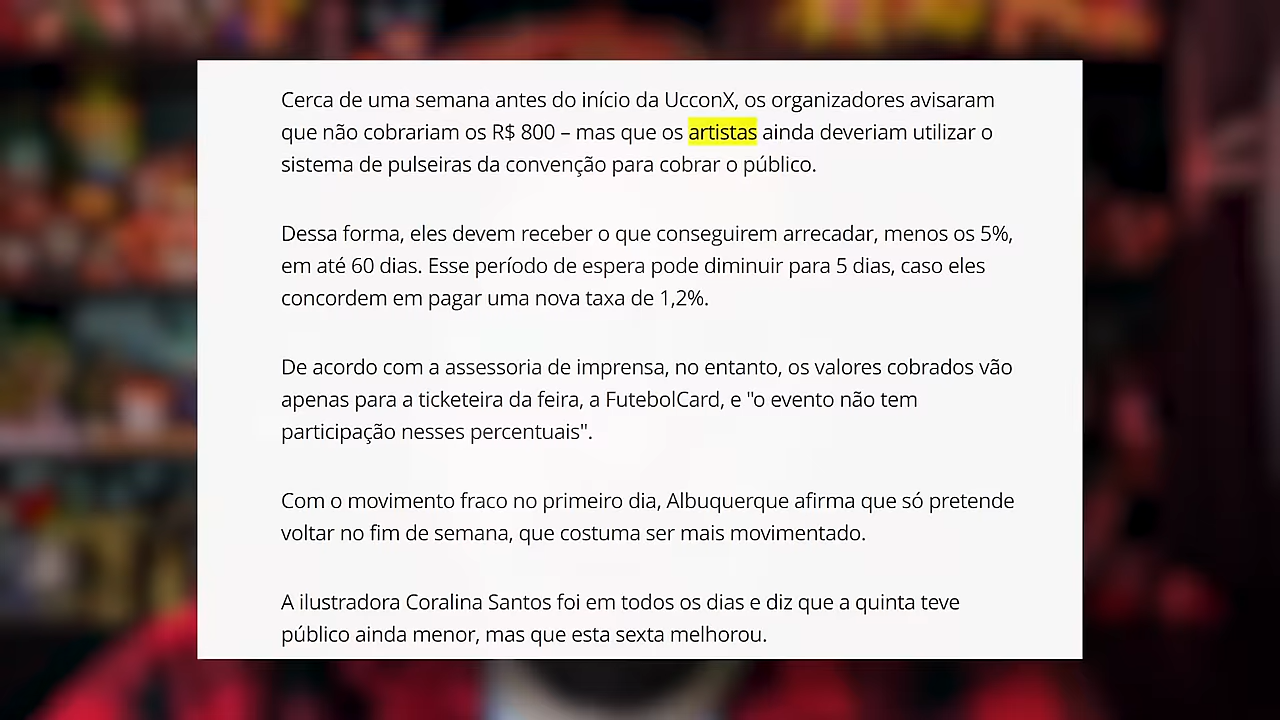 Cerca de uma semana antes do início da UcconX, os organizadores avisaram
que não cobrariam os R$ 800 – mas que os artistas ainda deveriam utilizar o
sistema de pulseiras da convenção para cobrar o público.
Dessa forma, eles devem receber o que conseguirem arrecadar, menos os 5%,
em até 60 dias. Esse período de espera pode diminuir para 5 dias, caso eles
concordem em pagar uma nova taxa de 1,2%.
De acordo com a assessoria de imprensa, no entanto, os valores cobrados vão
apenas para a ticketeira da feira, a FutebolCard, e "o evento não tem
participação nesses percentuais".
Com o movimento fraco no primeiro dia, Albuquerque afirma que só pretende
voltar no fim de semana, que costuma ser mais movimentado.
A ilustradora Coralina Santos foi em todos os dias e diz que a quinta teve
público ainda menor, mas que esta sexta melhorou.